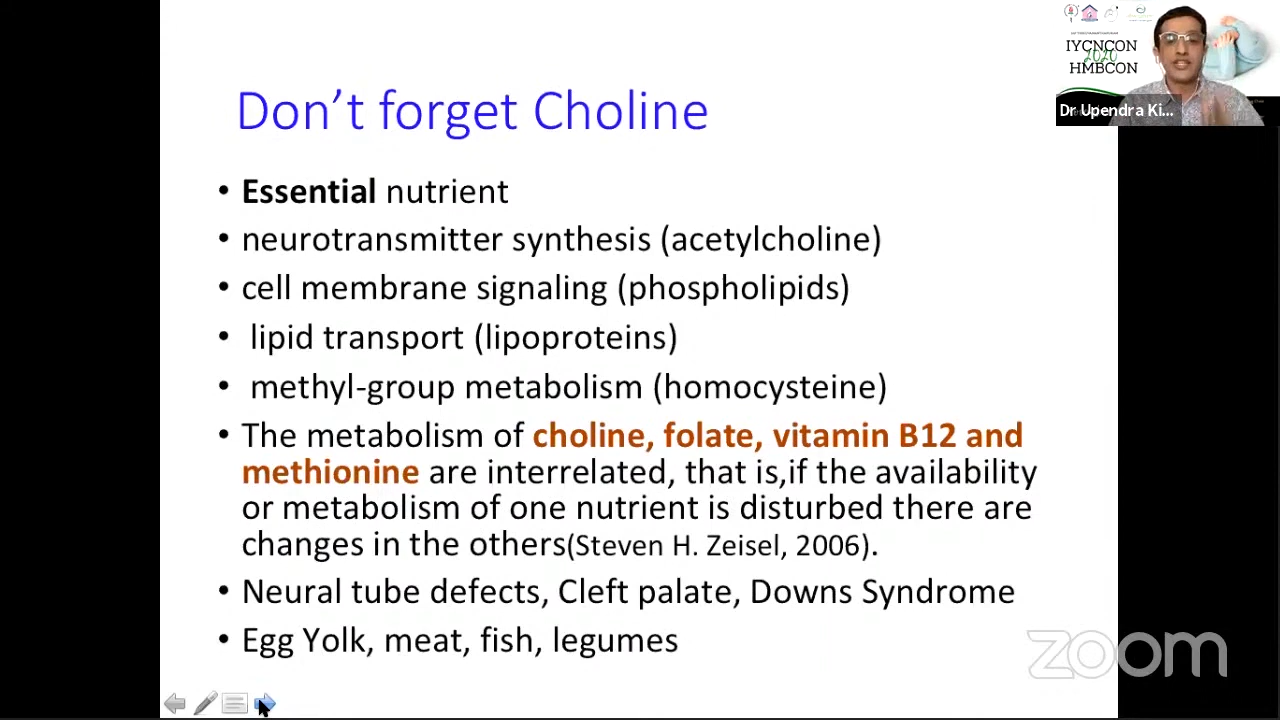 IYCNCON
2020
HMBCON
Dr Upendra Ki...
Don't forget Choline
• Essential nutrient
• neurotransmitter synthesis (acetylcholine)
• cell membrane signaling (phospholipids)
• lipid transport (lipoproteins)
• methyl-group metabolism (homocysteine)
• The metabolism of choline, folate, vitamin B12 and
methionine are interrelated, that is,if the availability
or metabolism of one nutrient is disturbed there are
changes in the others(Steven H. Zeisel, 2006).
• Neural tube defects, Cleft palate, Downs Syndrome
• Egg Yolk, meat, fish, legumes
zoom